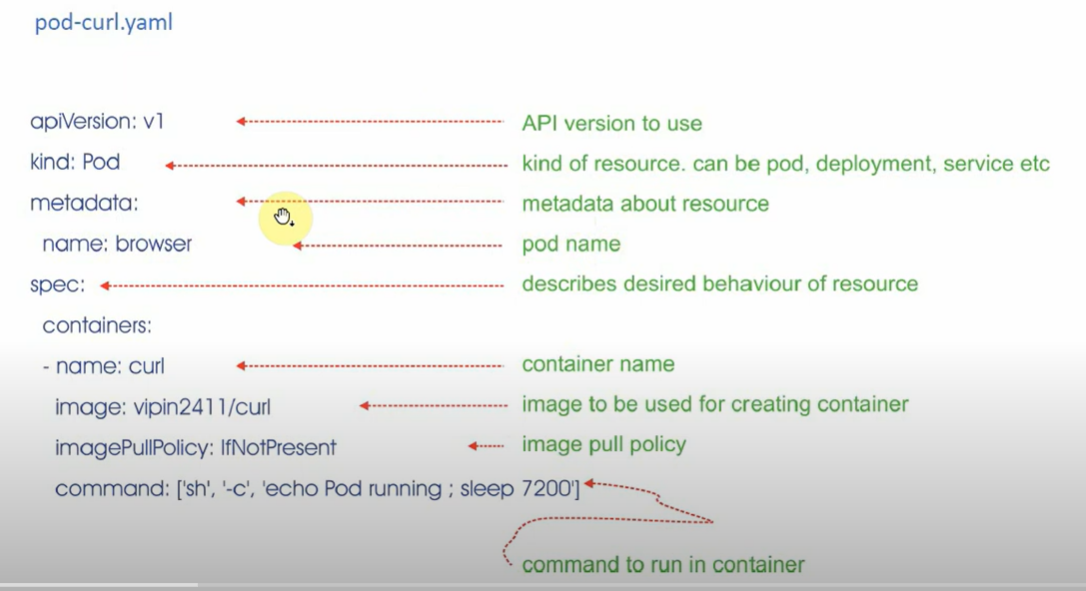 pod-curl.yaml
apiVersion: v1 API version to use
kind: Pod kind of resource. can be pod, deployment, service etc
metadata: metadata about resource
name: browser pod name
spec: describes desired behaviour of resource
containers:
- name: curl container name
image: vipin2411/curl image to be used for creating container
imagePullPolicy: IfNotPresent image pull policy
command: ['sh', '-c', 'echo Pod running ; sleep 7200']
command to run in container